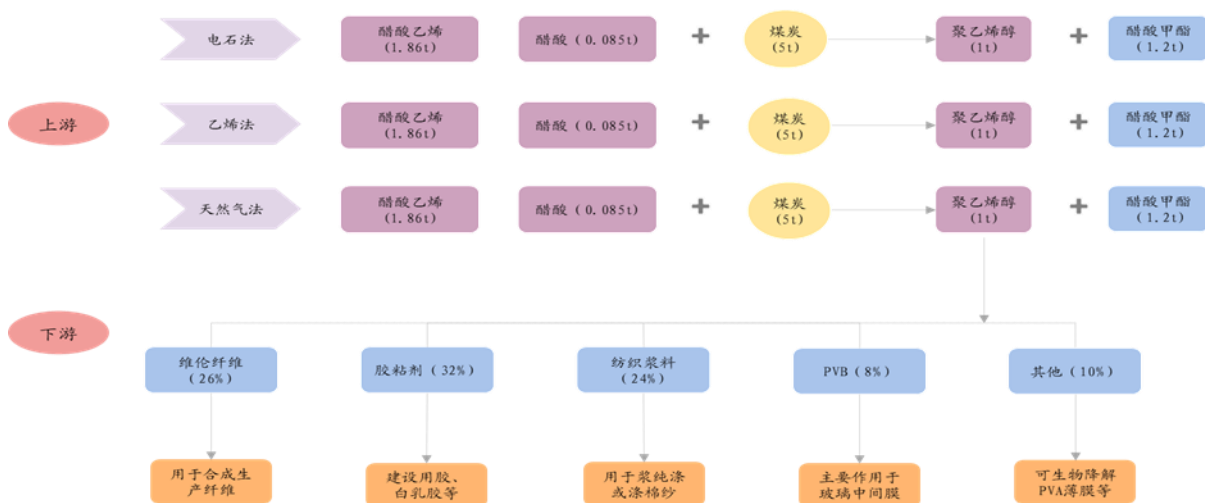 电石法
醋酸乙烯
(1.86t)
醋酸（0.085t）
+
煤炭
(5t)
聚乙烯醇
(1t)
+
醋酸甲酯
(1.2t)
上游
乙烯法
醋酸乙烯
(1.86t)
醋酸（0.085t）
+
煤炭
(5t)
聚乙烯醇
(1t)
+
醋酸甲酯
(1.2t)
天然气法
醋酸乙烯
(1.86t)
醋酸（0.085t）
+
煤炭
(5t)
聚乙烯醇
(1t)
+
醋酸甲酯
(1.2t)
下游
维伦纤维
(26%)
胶粘剂（32%）
纺织浆料
(24%)
PVB（8%）
其他（10%）
用于合成生
产纤维
建设用胶、
白乳胶等
用于浆纯涤
或涤棉纱
主要作用于
玻璃中间膜
可生物降解
PVA薄膜等